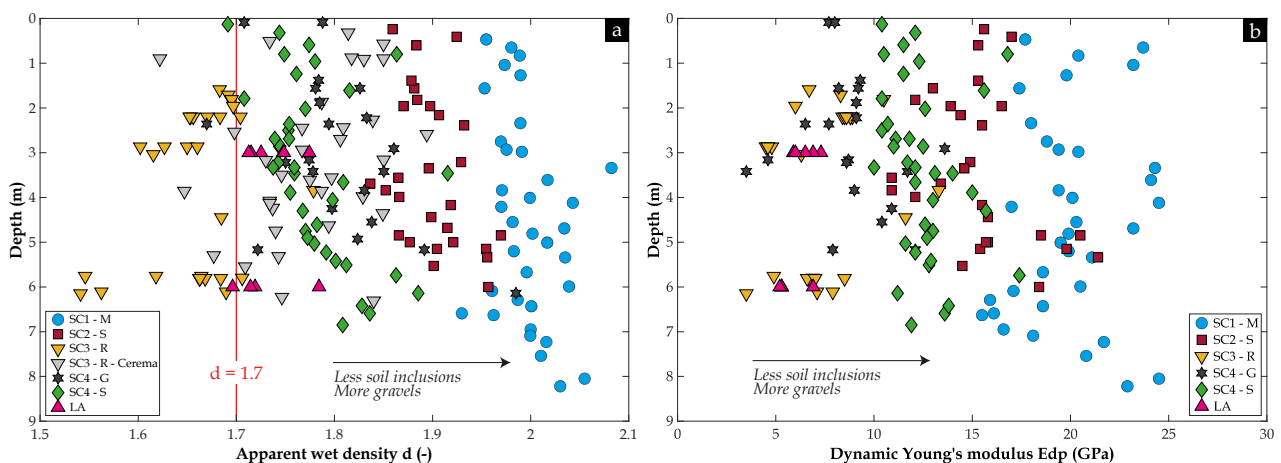 0
1
2
3
4
5
6
7
8
9
Depth (m)
1.5
1.6
1.7
1.8
1.9
2
2.1
Apparent wet density d (-)
a
d = 1.7
Less soil inclusions
More gravels
SC1 - M
SC2 - S
SC3 - R
SC3 - R - Cerema
SC4 - G
SC4 - S
LA
0
1
2
3
4
5
6
7
8
9
Depth (m)
0
5
10
15
20
25
30
Dynamic Young's modulus Edp (GPa)
b
Less soil inclusions
More gravels
SC1 - M
SC2 - S
SC3 - R
SC4 - G
SC4 - S
LA